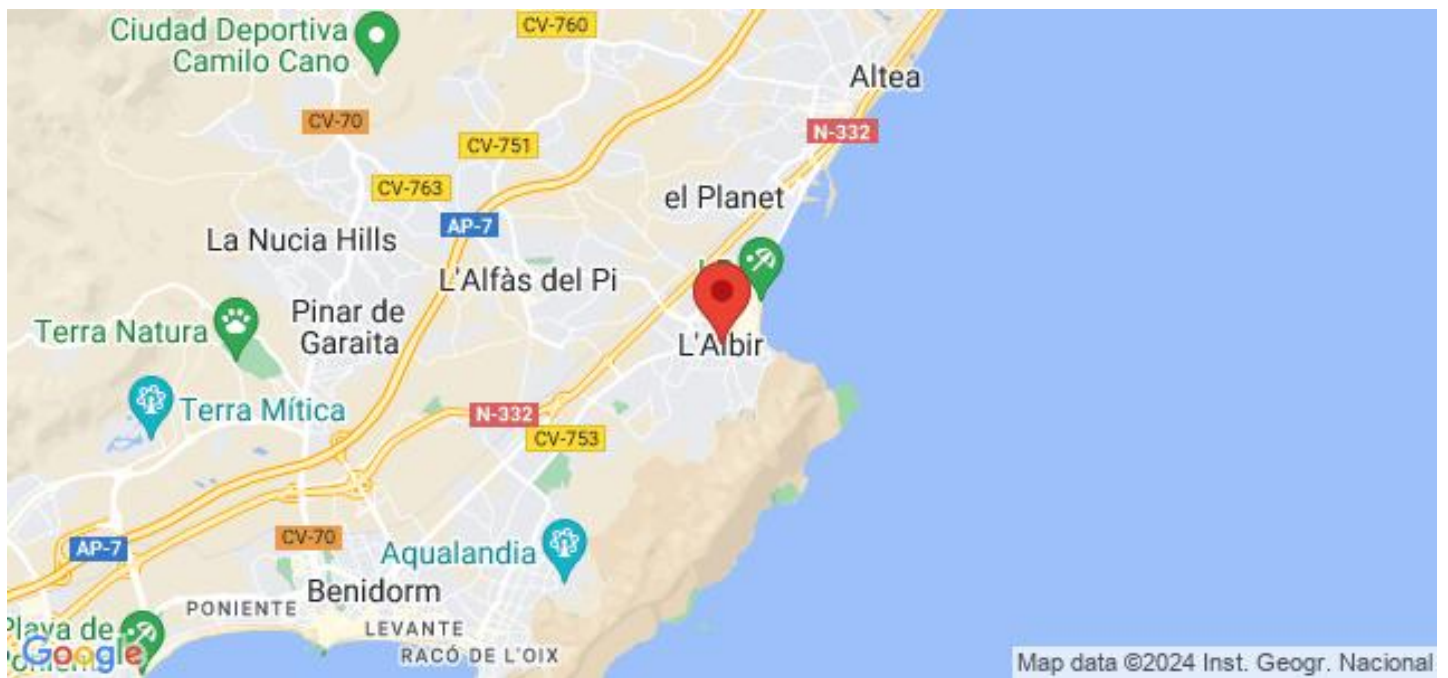 Ciudad Deportiva
Camilo Cano
CV-760
Altea
CV-70
N-332
CV-751
CV-763
el Planet
AP-7
La Nucia Hills
L'Alfàs del Pi
Terra Natura
Pinar de
Garaita
L'Albir
Terra Mítica
N-332
CV-753
CV-70
AP-7
Aqualandia
Benidorm
PONIENTE
LEVANTE
Playa de
Google
RACÓ DE L'OIX
Map data ©2024 Inst. Geogr. Nacional